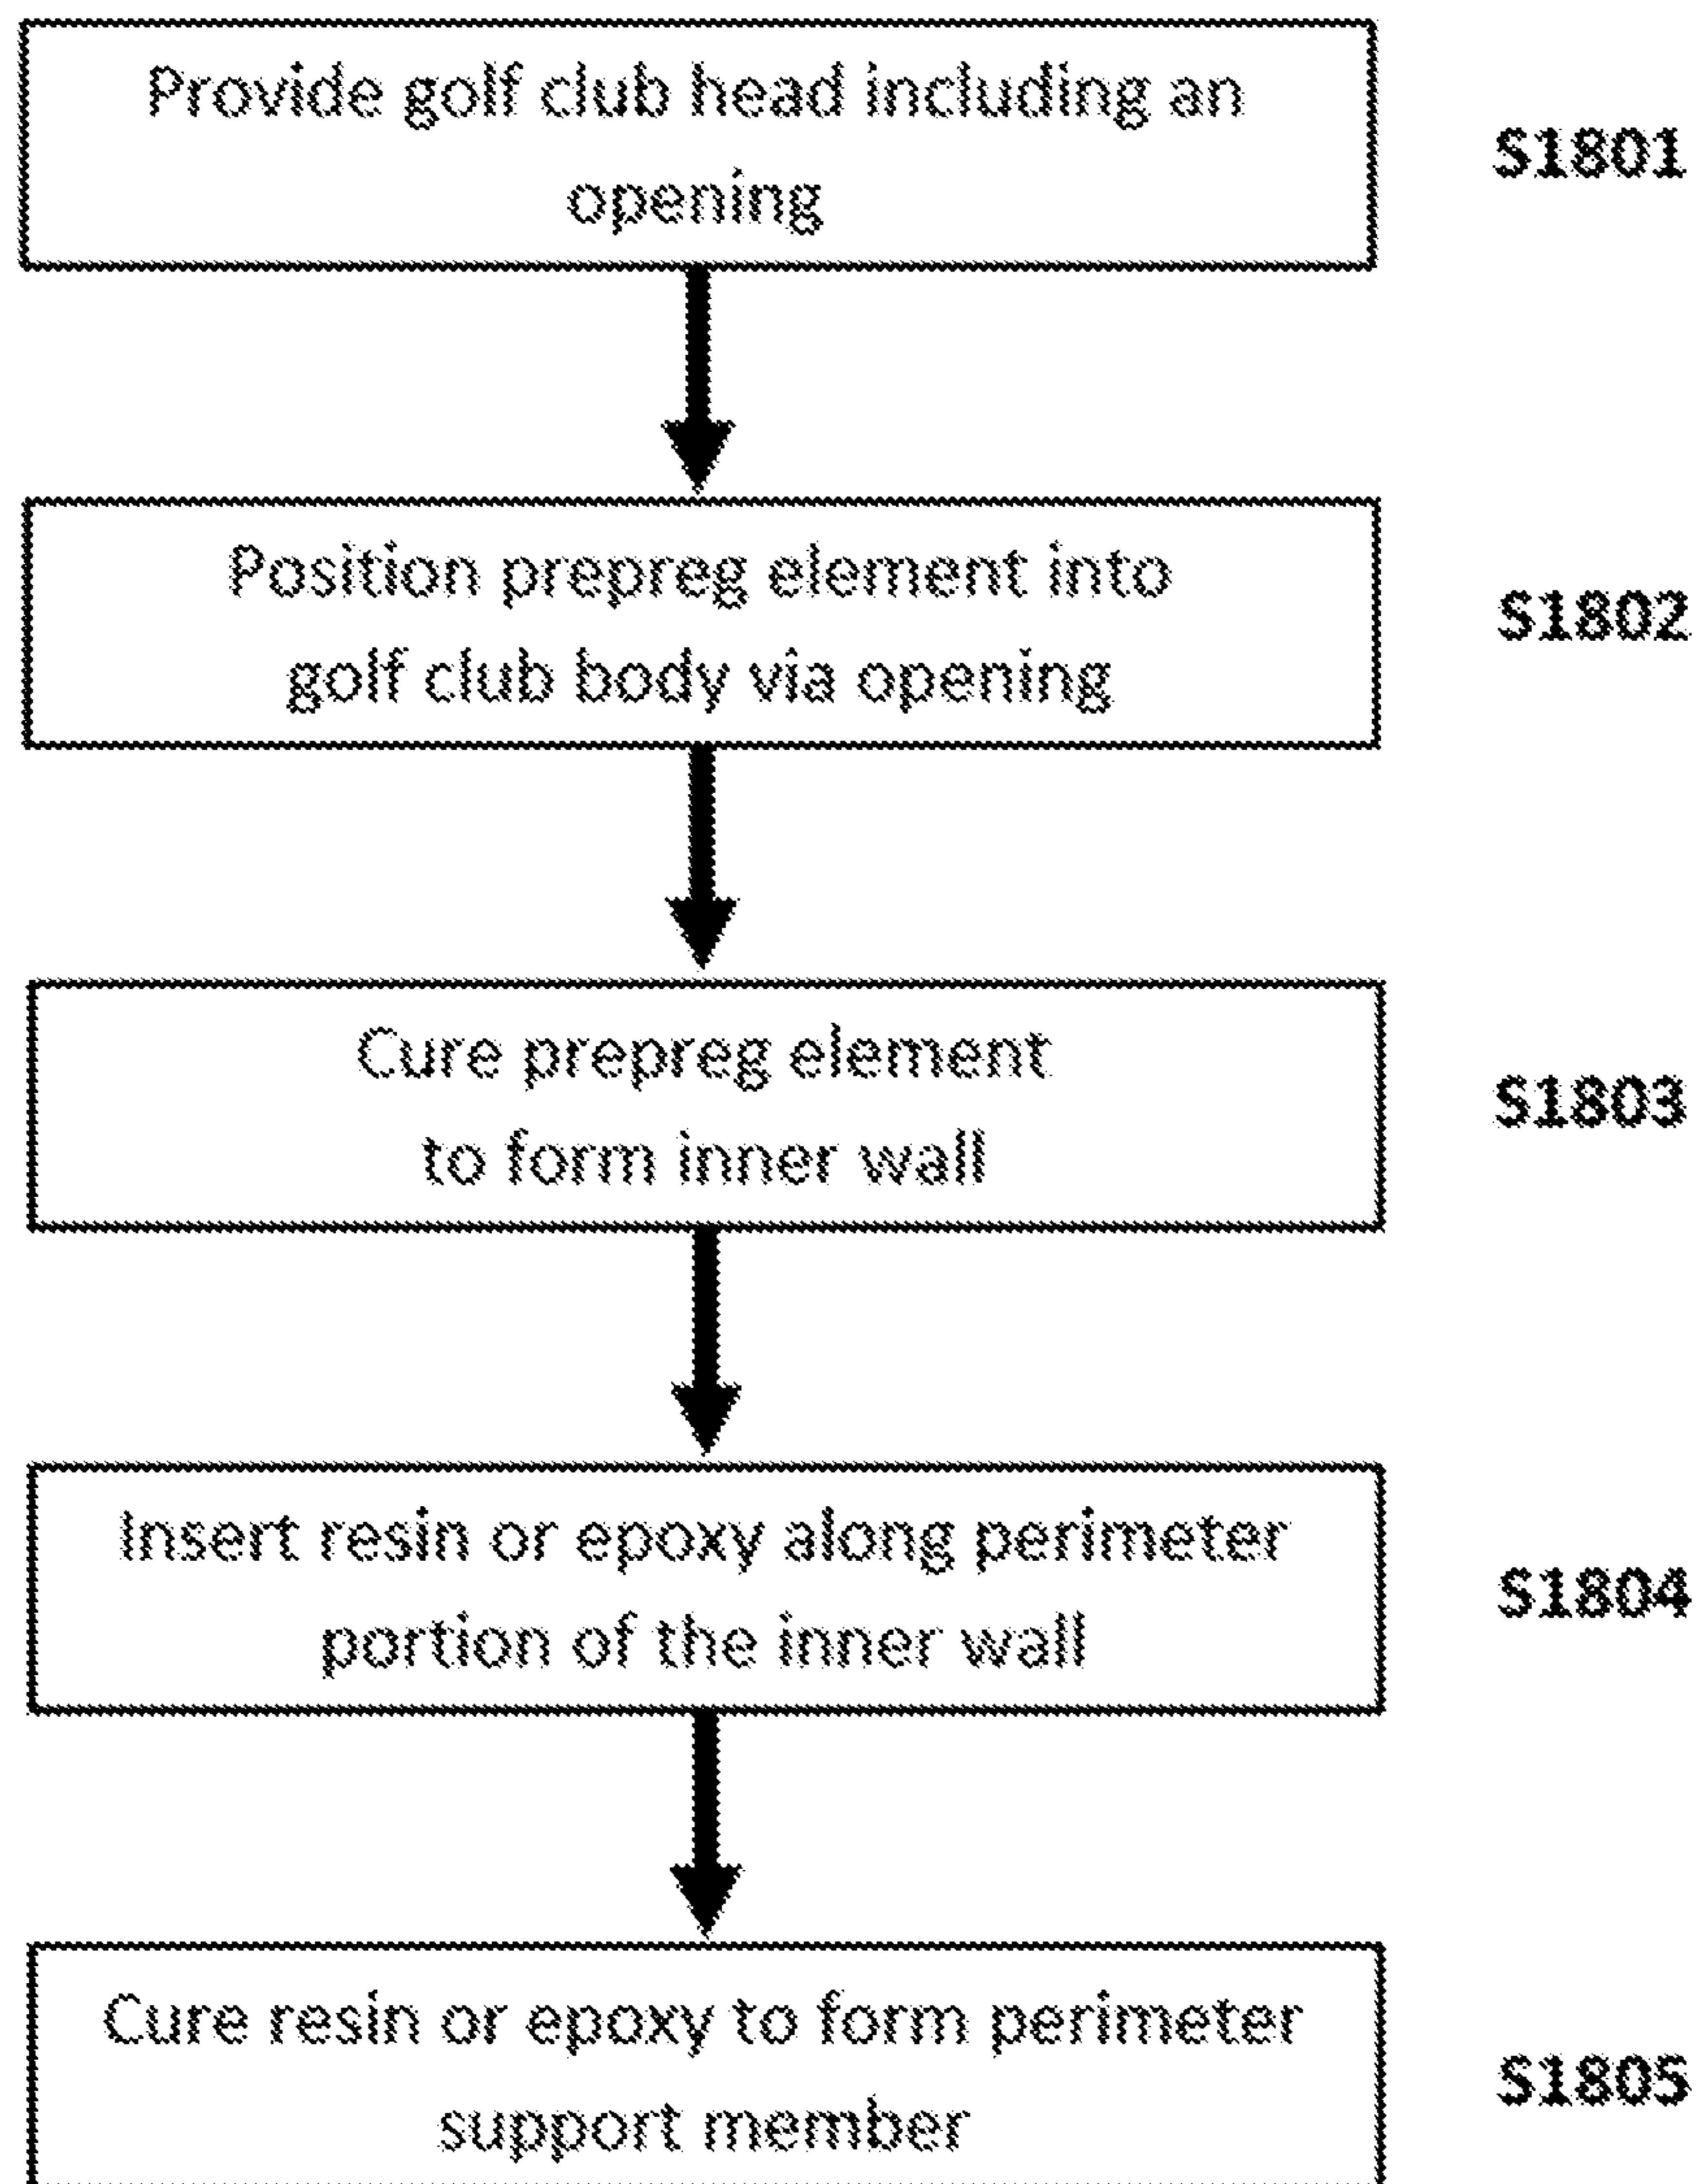 Provide golf club head including an
opening
S1801
Position prepreg element into
golf club body via opening
S1802
Cure prepreg element
to form inner wall
S1803
Insert resin or epoxy along perimeter
portion of the inner wall
S1804
Cure resin or epoxy to form perimeter
support member
S1805